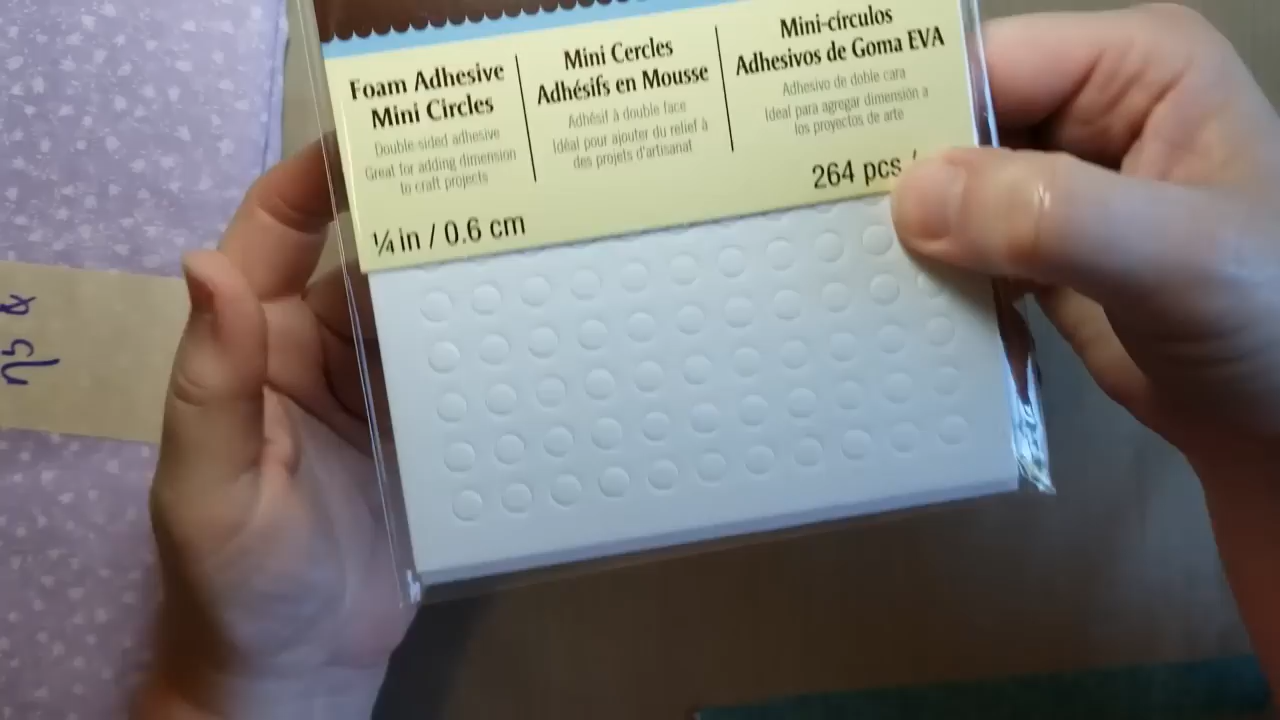 Foam Adhesive
Mini Circles
Double sided adhesive
Great for adding dimension
to craft projects
¼ in / 0.6 cm
Mini Cercles
Adhésifs en Mousse
Adhésif à double face
Idéal pour ajouter du relief à
des projets d'artisanat
Mini-círculos
Adhesivos de Goma EVA
Adhesivo de doble cara
Ideal para agregar dimensión a
los proyectos de arte
264 pcs /